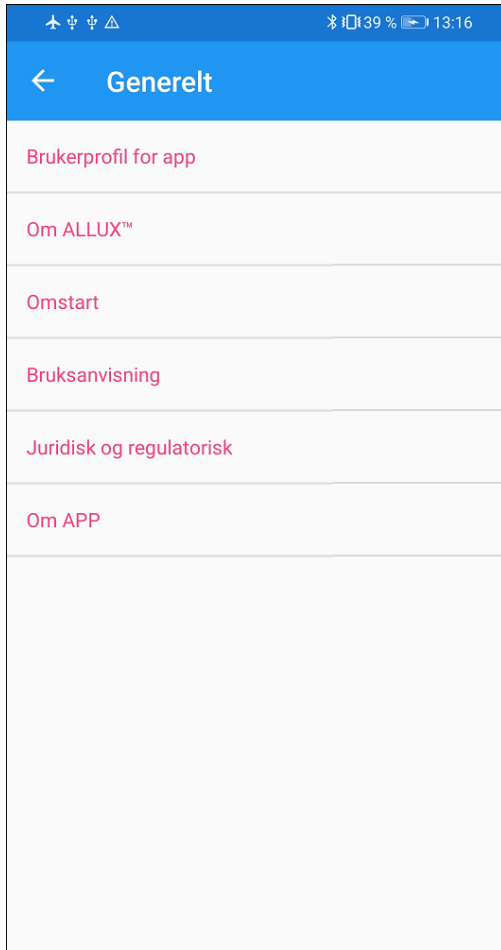 39 % 13:16
Generelt
Brukerprofil for app
Om ALLUX™
Omstart
Bruksanvisning
Juridisk og regulatorisk
Om APP